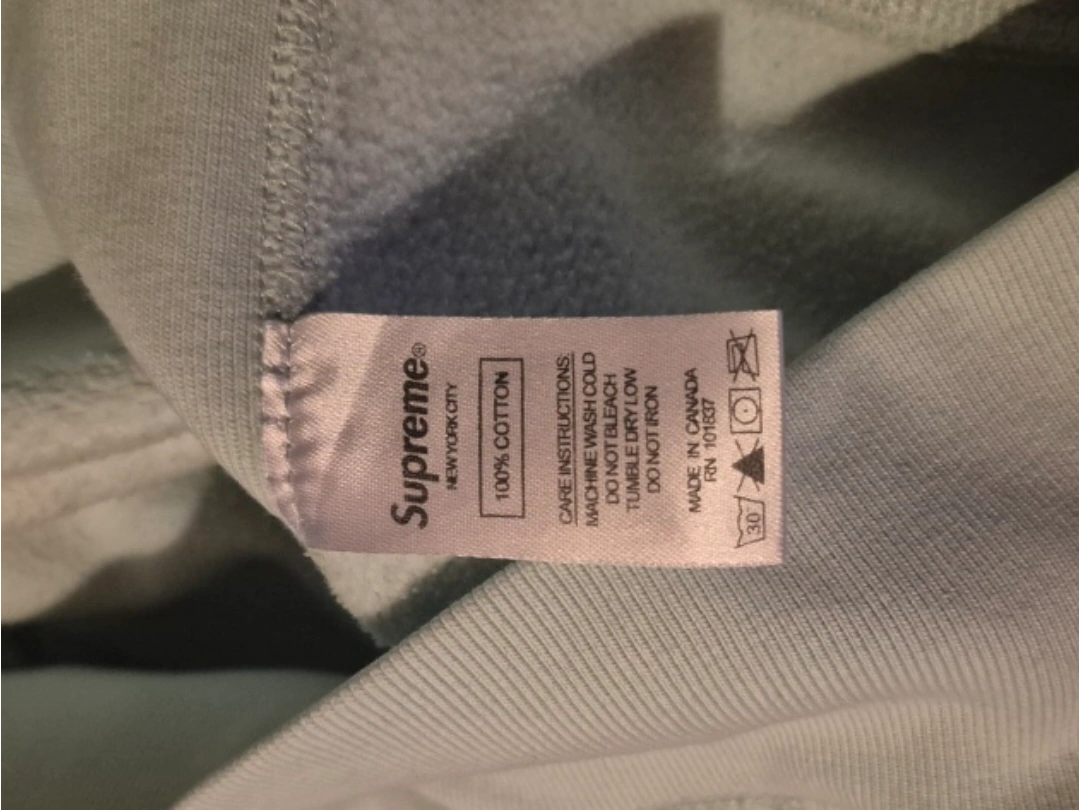 Supreme®
NEW YORK CITY
100% COTTON
CARE INSTRUCTIONS:
MACHINE WASH COLD
DO NOT BLEACH
TUMBLE DRY LOW
DO NOT IRON
MADE IN CANADA
RN 101837
30